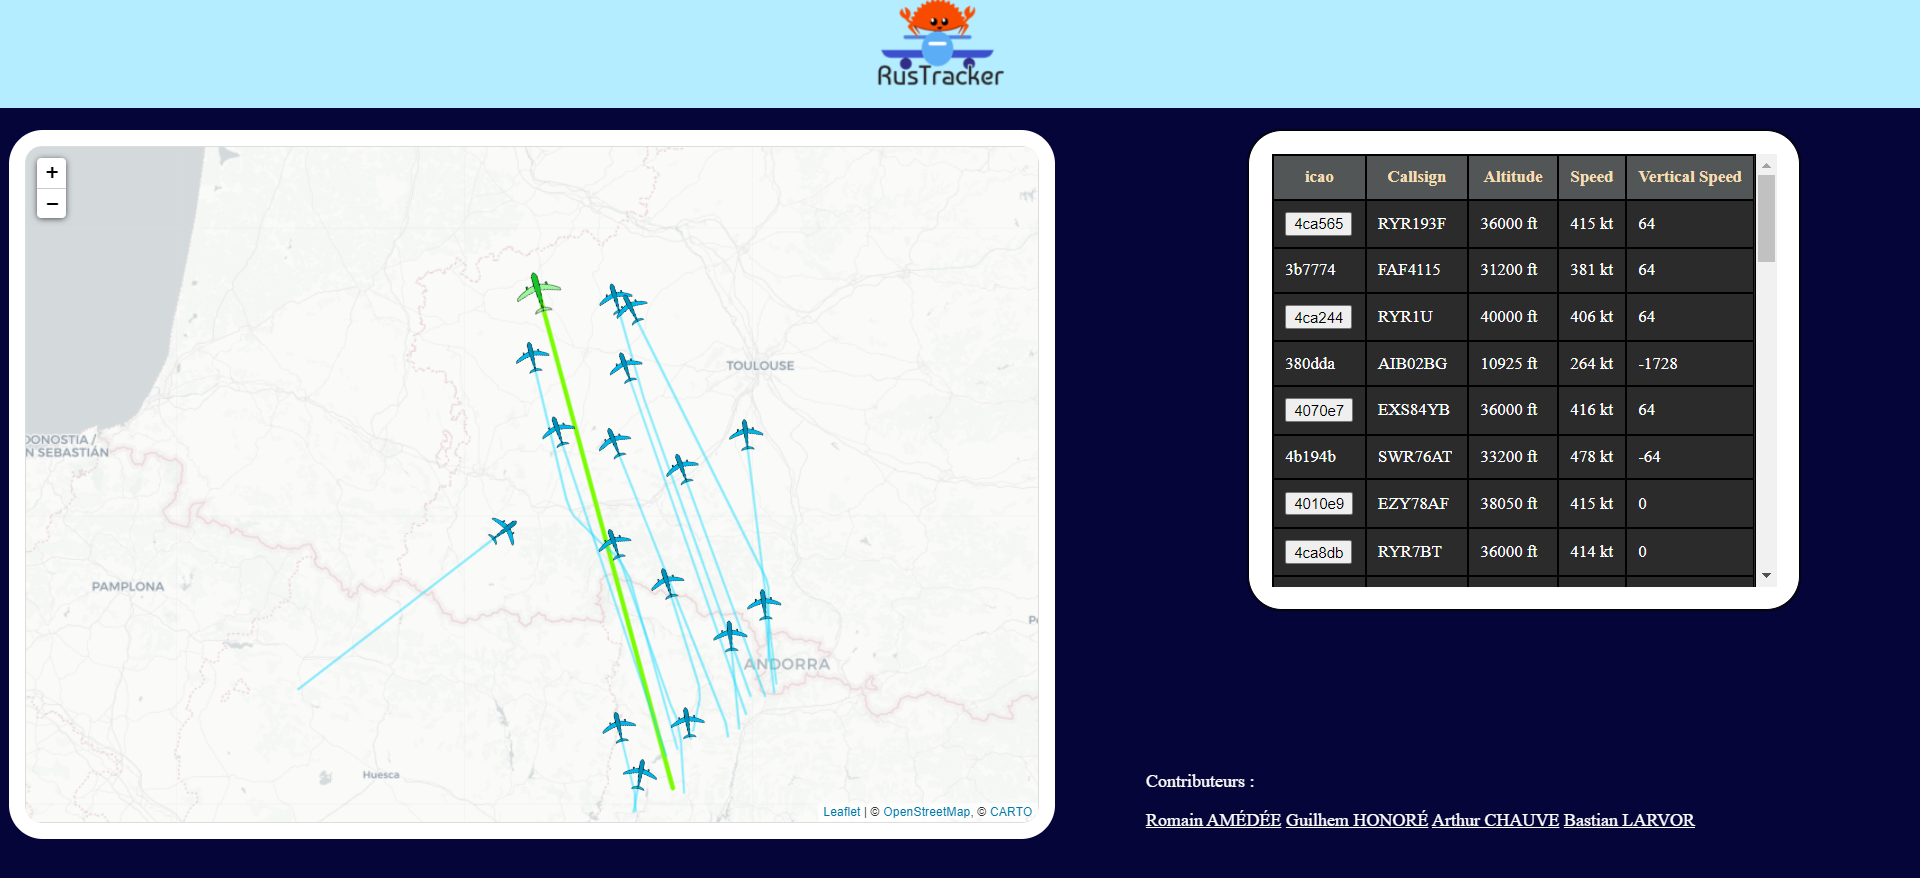 RusTracker
+
−
TOULOUSE
DONOSTIA /
N SEBASTIÁN
PAMPLONA
ANDORRA
Huesca
Leaflet | © OpenStreetMap, © CARTO
icao Callsign Altitude Speed Vertical Speed
4ca565 RYR193F 36000 ft 415 kt 64
3b7774 FAF4115 31200 ft 381 kt 64
4ca244 RYR1U 40000 ft 406 kt 64
380dda AIB02BG 10925 ft 264 kt -1728
4070e7 EXS84YB 36000 ft 416 kt 64
4b194b SWR76AT 33200 ft 478 kt -64
4010e9 EZY78AF 38050 ft 415 kt 0
4ca8db RYR7BT 36000 ft 414 kt 0
Contributeurs :
Romain AMÉDÉE Guilhem HONORÉ Arthur CHAUVE Bastian LARVOR